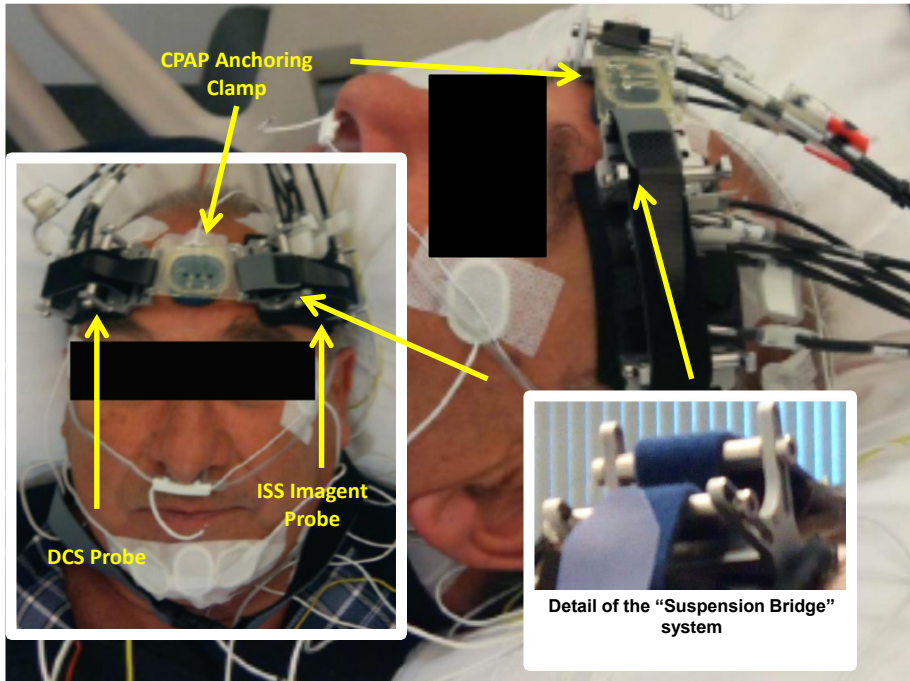 CPAP Anchoring
Clamp
ISS Imagent
Probe
DCS Probe
Detail of the “Suspension Bridge”
system